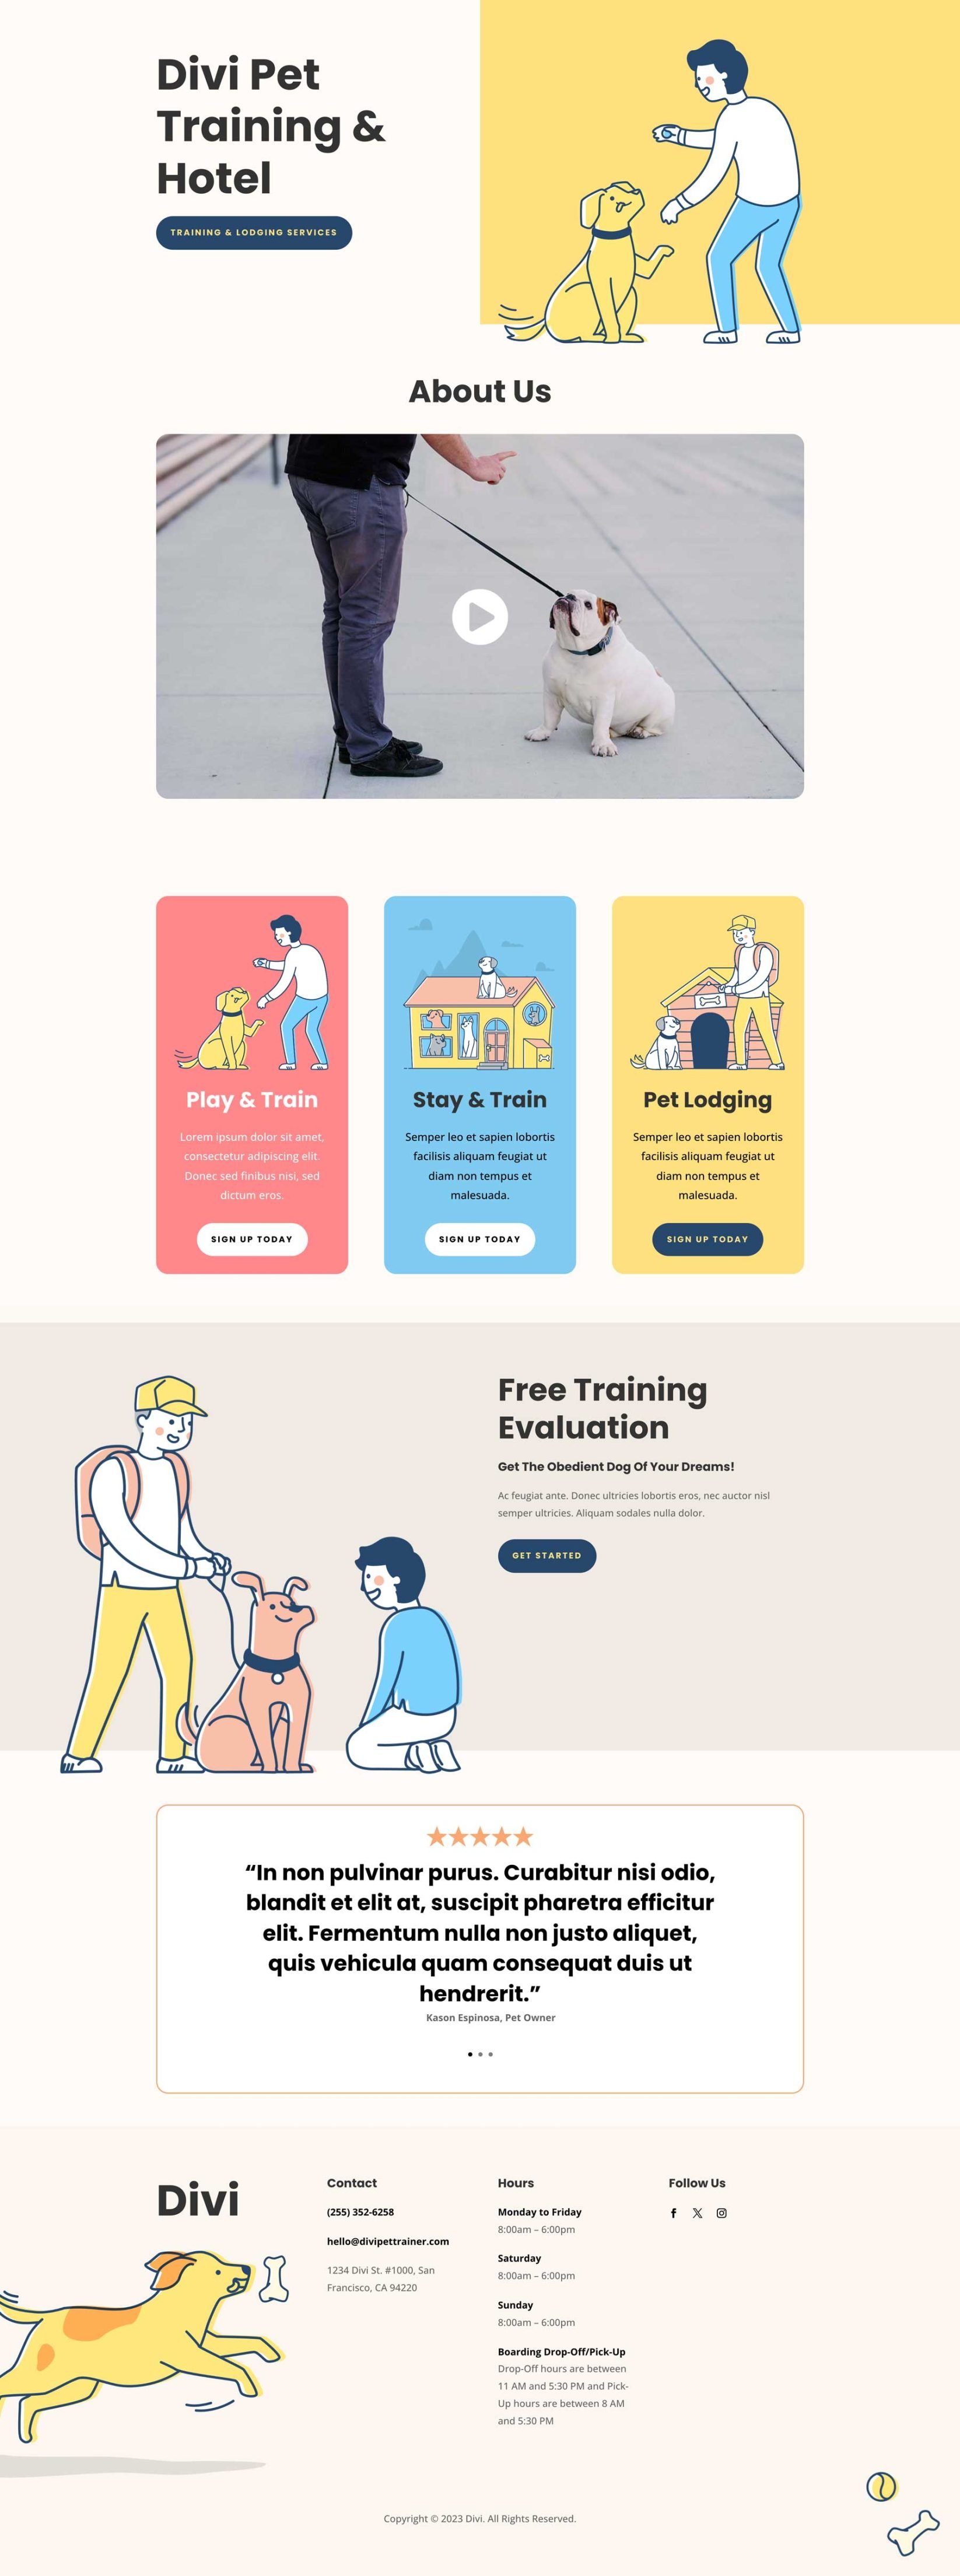 Divi Pet
Training &
Hotel
TRAINING & LODGING SERVICES
About Us
Play & Train
Lorem ipsum dolor sit amet,
consectetur adipiscing elit.
Donec sed finibus nisi, sed
dictum eros.
SIGN UP TODAY
Stay & Train
Semper leo et sapien lobortis
facilisis aliquam feugiat ut
diam non tempus et
malesuada.
SIGN UP TODAY
Pet Lodging
Semper leo et sapien lobortis
facilisis aliquam feugiat ut
diam non tempus et
malesuada.
SIGN UP TODAY
Free Training
Evaluation
Get The Obedient Dog Of Your Dreams!
Ac feugiat ante. Donec ultricies lobortis eros, nec auctor nisl
semper ultricies. Aliquam sodales nulla dolor.
GET STARTED
“In non pulvinar purus. Curabitur nisi odio,
blandit et elit at, suscipit pharetra efficitur
elit. Fermentum nulla non justo aliquet,
quis vehicula quam consequat duis ut
hendrerit.”
Kason Espinosa, Pet Owner
Divi
Contact
(255) 352-6258
hello@divipettrainer.com
1234 Divi St. #1000, San
Francisco, CA 94220
Hours
Monday to Friday
8:00am – 6:00pm
Saturday
8:00am – 6:00pm
Sunday
8:00am – 6:00pm
Boarding Drop-Off/Pick-Up
Drop-Off hours are between
11 AM and 5:30 PM and Pick-
Up hours are between 8 AM
and 5:30 PM
Follow Us
Copyright © 2023 Divi. All Rights Reserved.